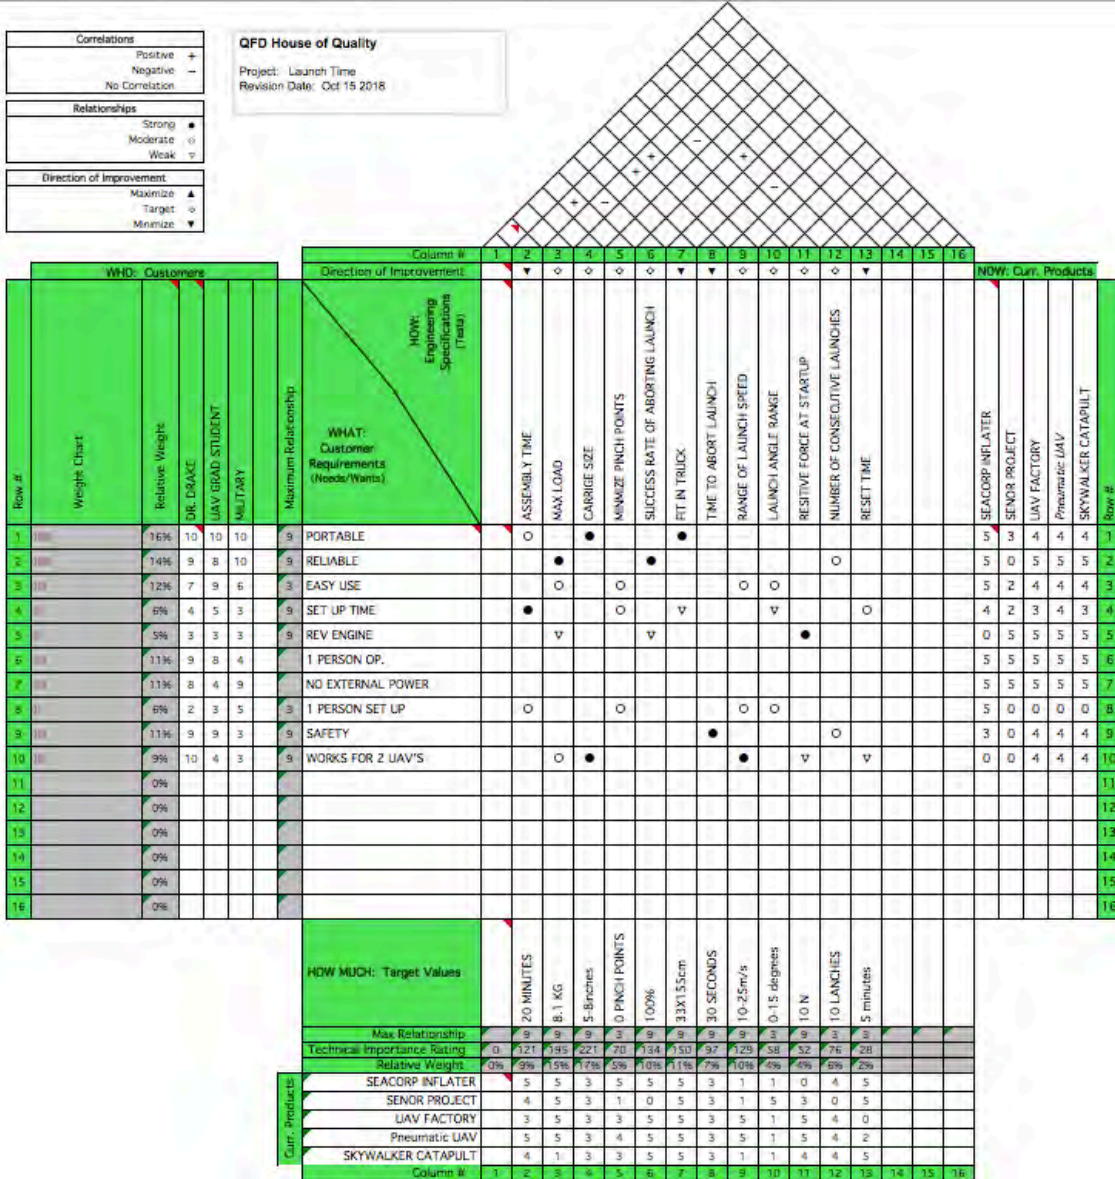 Correlations
Positive +
Negative −
No Correlation
Relationships
Strong ●
Moderate ○
Weak ▽
Direction of Improvement
Maximize ▲
Target ◇
Minimize ▼
QFD House of Quality
Project: Launch Time
Revision Date: Oct 15 2018
Column # 1 2 3 4 5 6 7 8 9 10 11 12 13 14 15 16
WHO: Customers
Direction of Improvement ▼ ◇ ◇ ◇ ◇ ▼ ▼ ◇ ◇ ◇ ◇ ▼
NOW: Curr. Products
Row #
Weight Chart
Relative Weight
DR. DRAKE
UAV GRAD STUDENT
MILITARY
Maximum Relationship
HOW: Engineering Specifications (Tests)
WHAT: Customer Requirements (Needs/Wants)
ASSEMBLY TIME
MAX LOAD
CARRIGE SIZE
MINMIZE PINCH POINTS
SUCCESS RATE OF ABORTING LAUNCH
FIT IN TRUCK
TIME TO ABORT LAUNCH
RANGE OF LAUNCH SPEED
LAUNCH ANGLE RANGE
RESITIVE FORCE AT STARTUP
NUMBER OF CONSECUTIVE LAUNCHES
RESET TIME
SEACORP INFLATER
SENOR PROJECT
UAV FACTORY
Pneumatic UAV
SKYWALKER CATAPULT
Row #
1 16% 10 10 10 9 PORTABLE ○ ● ● 5 3 4 4 4 1
2 14% 9 8 10 9 RELIABLE ● ● ○ 5 0 5 5 5 2
3 12% 7 9 6 3 EASY USE ○ ○ ○ ○ 5 2 4 4 4 3
4 6% 4 5 3 9 SET UP TIME ● ○ ▽ ▽ ○ 4 2 3 4 3 4
5 5% 3 3 3 9 REV ENGINE ▽ ▽ ● 0 5 5 5 5 5
6 11% 9 8 4 1 PERSON OP. 5 5 5 5 5 6
7 11% 8 4 9 NO EXTERNAL POWER 5 5 5 5 5 7
8 6% 2 3 5 3 1 PERSON SET UP ○ ○ ○ ○ 5 0 0 0 0 8
9 11% 9 9 3 9 SAFETY ● ○ 3 0 4 4 4 9
10 9% 10 4 3 9 WORKS FOR 2 UAV'S ○ ● ● ▽ ▽ 0 0 4 4 4 10
11 0% 11
12 0% 12
13 0% 13
14 0% 14
15 0% 15
16 0% 16
HOW MUCH: Target Values
20 MINUTES
8.1 KG
5-8inches
0 PINCH POINTS
100%
33X155cm
30 SECONDS
10-25m/s
0-15 degrees
10 N
10 LANCHES
5 minutes
Max Relationship 9 9 9 3 9 9 9 9 3 9 3 3
Technical Importance Rating 0 121 195 221 70 134 150 97 129 58 52 76 28
Relative Weight 0% 9% 15% 17% 5% 10% 11% 7% 10% 4% 4% 6% 2%
Curr. Products
SEACORP INFLATER 5 5 3 5 5 5 3 1 1 0 4 5
SENOR PROJECT 4 5 3 1 0 5 3 1 5 3 0 5
UAV FACTORY 3 5 3 3 5 5 3 5 1 5 4 0
Pneumatic UAV 5 5 3 4 5 5 3 5 1 5 4 2
SKYWALKER CATAPULT 4 1 3 3 5 5 3 1 1 4 4 5
Column # 1 2 3 4 5 6 7 8 9 10 11 12 13 14 15 16